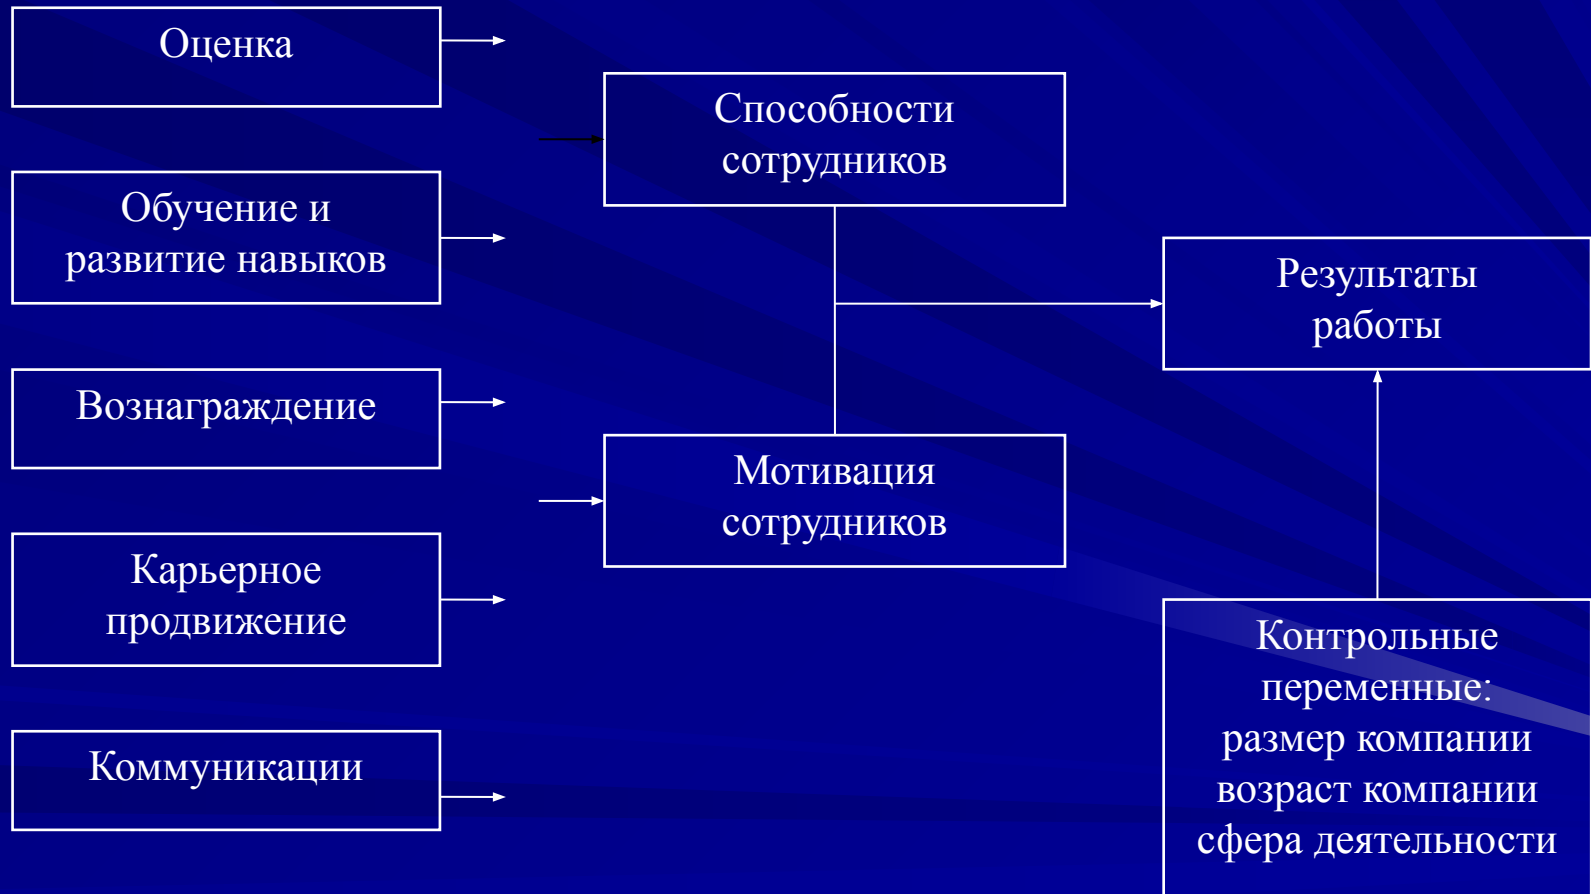 Оценка
Обучение и
развитие навыков
Вознаграждение
Карьерное
продвижение
Коммуникации
Способности
сотрудников
Мотивация
сотрудников
Результаты
работы
Контрольные
переменные:
размер компании
возраст компании
сфера деятельности